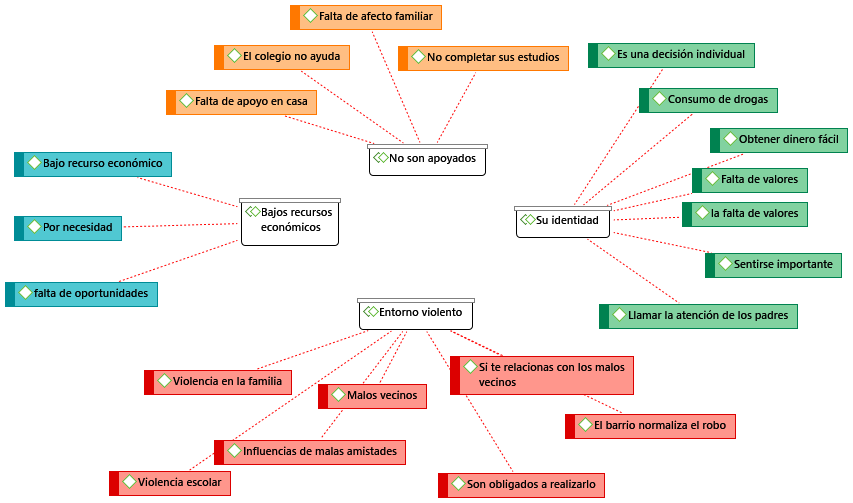 Falta de afecto familiar
El colegio no ayuda
No completar sus estudios
Falta de apoyo en casa
No son apoyados
Es una decisión individual
Consumo de drogas
Obtener dinero fácil
Falta de valores
la falta de valores
Su identidad
Sentirse importante
Llamar la atención de los padres
Bajo recurso económico
Por necesidad
falta de oportunidades
Bajos recursos
económicos
Entorno violento
Violencia en la familia
Malos vecinos
Si te relacionas con los malos
vecinos
El barrio normaliza el robo
Influencias de malas amistades
Violencia escolar
Son obligados a realizarlo